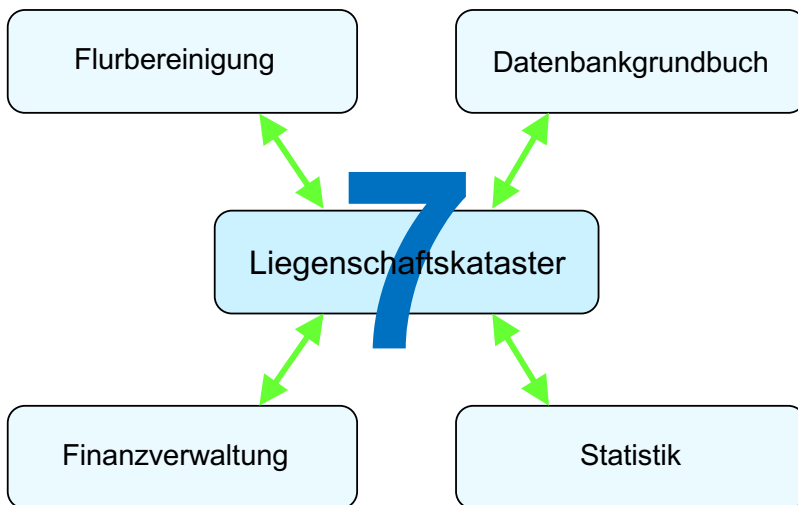 Flurbereinigung
Datenbankgrundbuch
7
Liegenschaftskataster
Finanzverwaltung
Statistik